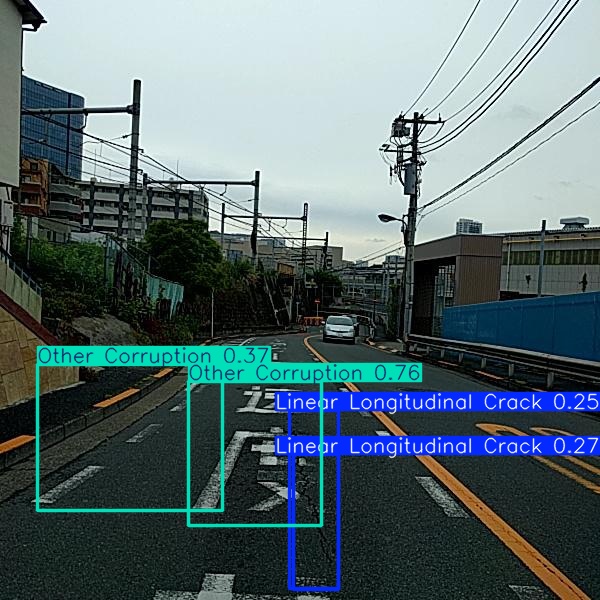 Other Corruption 0.37
Other Corruption 0.76
Linear Longitudinal Crack 0.25
Linear Longitudinal Crack 0.27